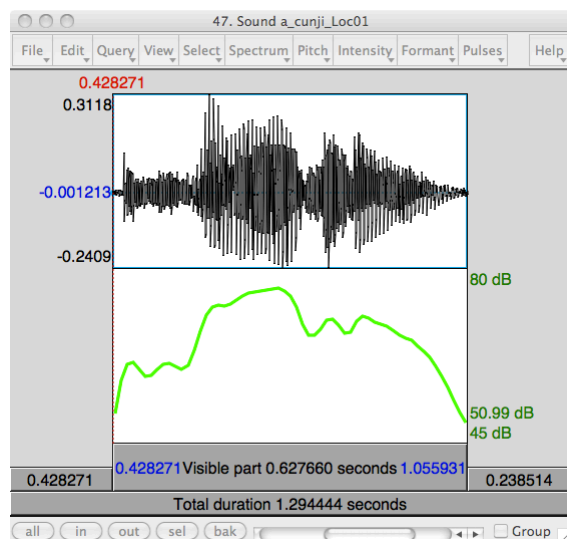 47. Sound a_cunji_Loc01
File Edit Query View Select Spectrum Pitch Intensity Formant Pulses Help
0.428271
0.3118
-0.001213
-0.2409
80 dB
50.99 dB
45 dB
0.428271 Visible part 0.627660 seconds 1.055931
0.428271 0.238514
Total duration 1.294444 seconds
all in out sel bak Group